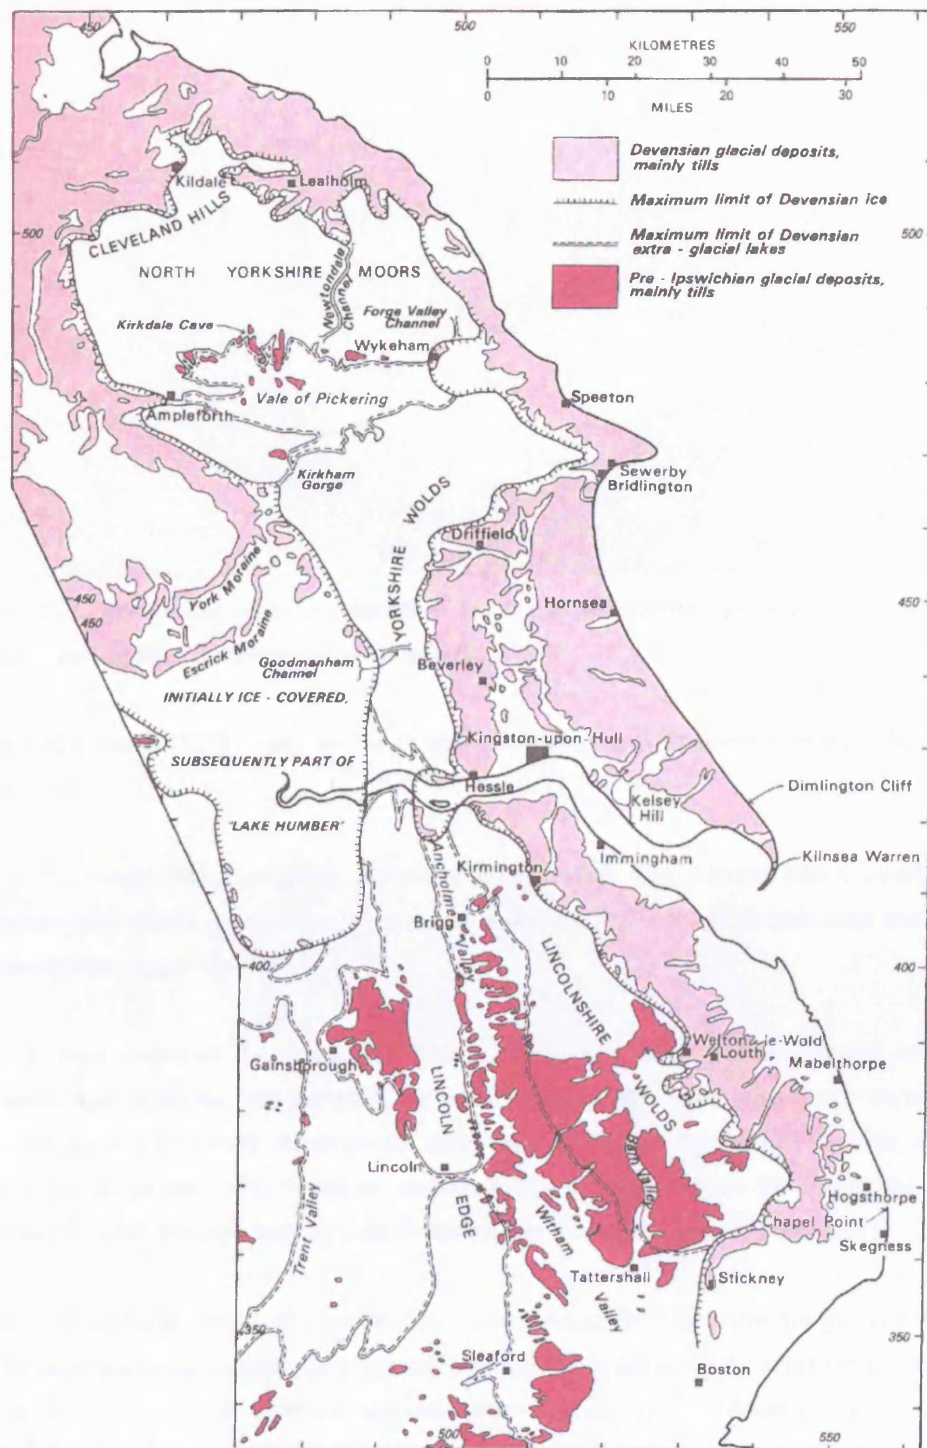 450
500
550
KILOMETRES
0 10 20 30 40 50
0 10 20 30
MILES
Devensian glacial deposits,
mainly tills
Maximum limit of Devensian ice
Maximum limit of Devensian
extra - glacial lakes
Pre - Ipswichian glacial deposits,
mainly tills
Kildale
Lealholm
CLEVELAND HILLS
500
500
NORTH YORKSHIRE MOORS
Newtondale
Channel
Forge Valley
Channel
Kirkdale Cave
Wykeham
Vale of Pickering
Ampleforth
Speeton
Kirkham
Gorge
Sewerby
Bridlington
YORKSHIRE WOLDS
Driffield
York Moraine
Hornsea
450
450
450
Escrick Moraine
Goodmanham
Channel
Beverley
INITIALLY ICE - COVERED,
Kingston-upon-Hull
SUBSEQUENTLY PART OF
Hessle
Dimlington Cliff
Kelsey
Hill
"LAKE HUMBER"
Immingham
Kilnsea Warren
Ancholme Valley
Kirmington
Brigg
400
400
LINCOLNSHIRE WOLDS
Welton-le-Wold
Louth
Mabelthorpe
Gainsborough
LINCOLN EDGE
Bain Valley
Lincoln
Hogsthorpe
Trent Valley
Witham Valley
Chapel Point
Skegness
Tattershall
Stickney
350
350
Sleaford
Boston
500
550